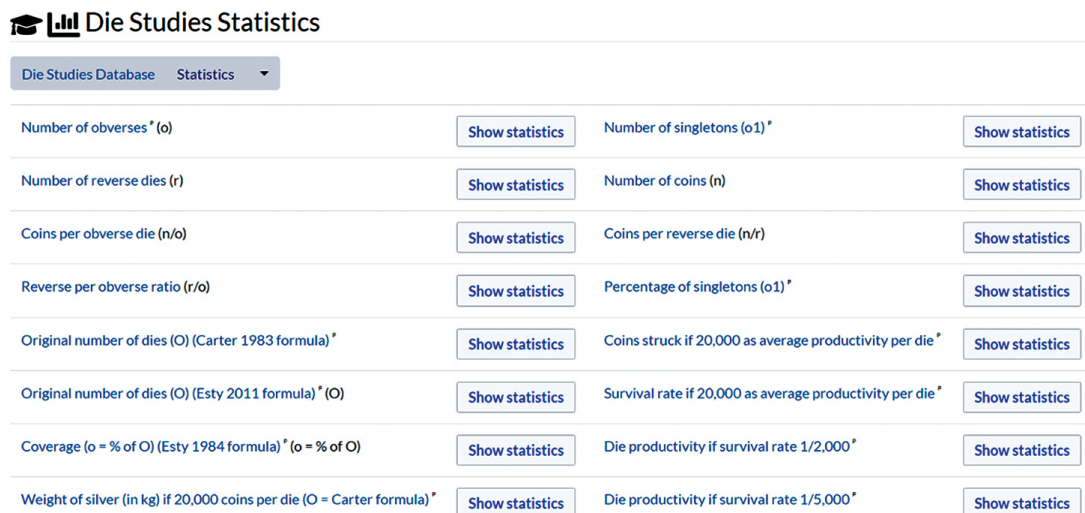 Die Studies Statistics
Die Studies Database Statistics
Number of obverses (o) Show statistics Number of singletons (o1) Show statistics
Number of reverse dies (r) Show statistics Number of coins (n) Show statistics
Coins per obverse die (n/o) Show statistics Coins per reverse die (n/r) Show statistics
Reverse per obverse ratio (r/o) Show statistics Percentage of singletons (o1) Show statistics
Original number of dies (O) (Carter 1983 formula) Show statistics Coins struck if 20,000 as average productivity per die Show statistics
Original number of dies (O) (Esty 2011 formula) (O) Show statistics Survival rate if 20,000 as average productivity per die Show statistics
Coverage (o = % of O) (Esty 1984 formula) (o = % of O) Show statistics Die productivity if survival rate 1/2,000 Show statistics
Weight of silver (in kg) if 20,000 coins per die (O = Carter formula) Show statistics Die productivity if survival rate 1/5,000 Show statistics